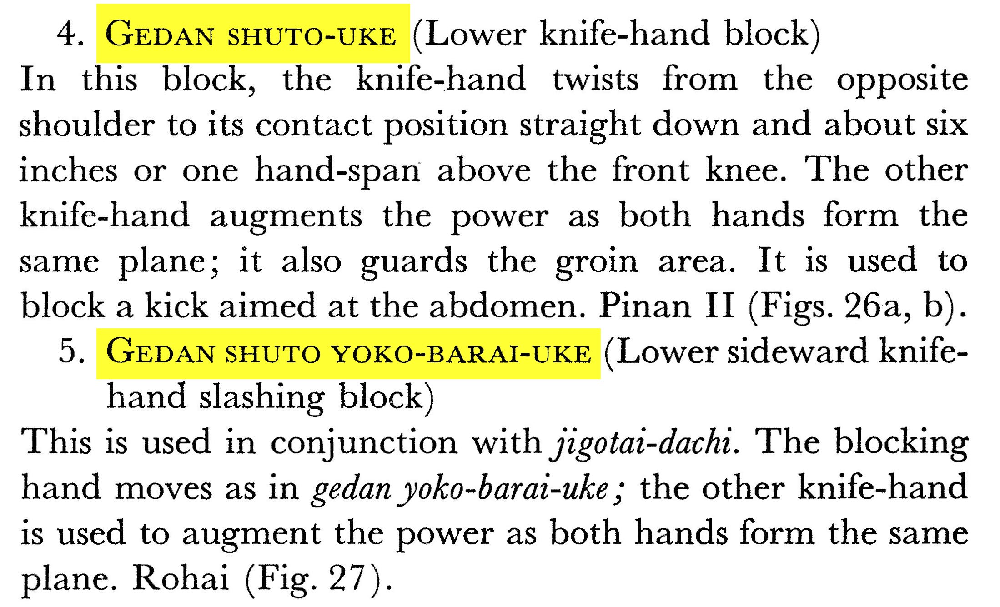 4. GEDAN SHUTO-UKE (Lower knife-hand block)
In this block, the knife-hand twists from the opposite
shoulder to its contact position straight down and about six
inches or one hand-span above the front knee. The other
knife-hand augments the power as both hands form the
same plane; it also guards the groin area. It is used to
block a kick aimed at the abdomen. Pinan II (Figs. 26a, b).
5. GEDAN SHUTO YOKO-BARAI-UKE (Lower sideward knife-
hand slashing block)
This is used in conjunction with jigotai-dachi. The blocking
hand moves as in gedan yoko-barai-uke; the other knife-hand
is used to augment the power as both hands form the same
plane. Rohai (Fig. 27).